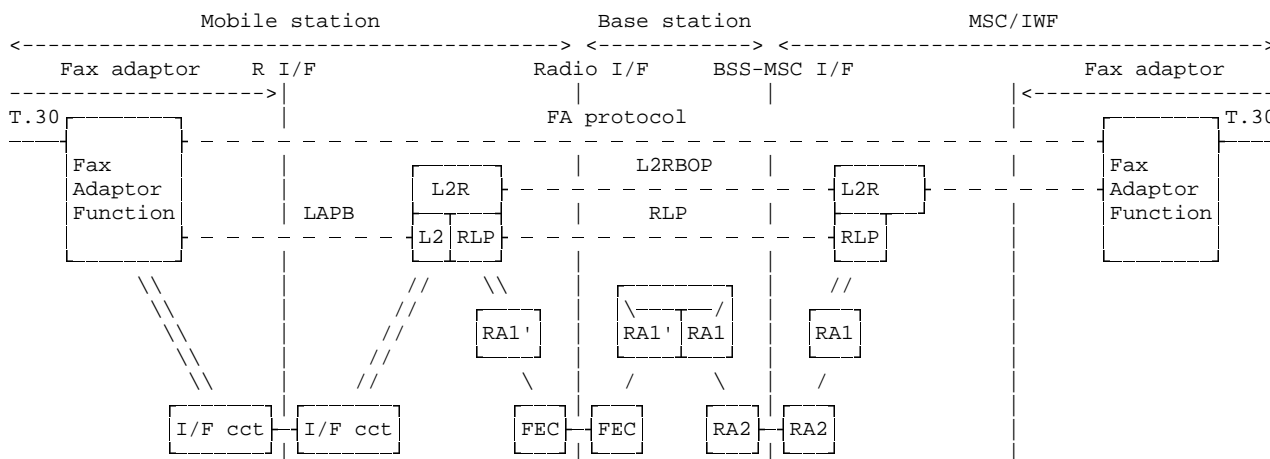 Mobile station Base station MSC/IWF
Fax adaptor R I/F Radio I/F BSS-MSC I/F Fax adaptor
T.30 FA protocol T.30
Fax L2RBOP Fax
Adaptor L2R L2R Adaptor
Function LAPB RLP Function
L2 RLP RLP
RA1' RA1' RA1 RA1
I/F cct I/F cct FEC FEC RA2 RA2